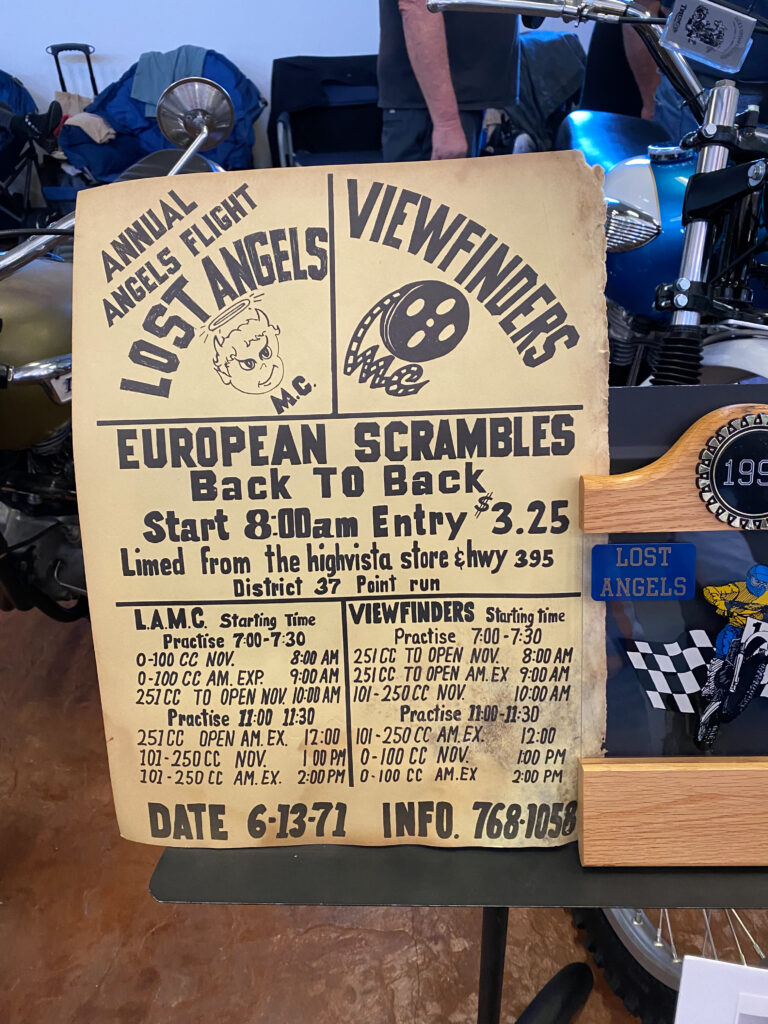 ANNUAL
ANGELS FLIGHT
LOST ANGELS
M.C.
VIEWFINDERS
MC
EUROPEAN SCRAMBLES
Back TO Back
Start 8:00am Entry $3.25
Limed from the highvista store & hwy 395
District 37 Point run
L.A.M.C. Starting Time
Practise 7:00-7:30
0-100 CC NOV. 8:00 AM
0-100 CC AM. EXP. 9:00 AM
251 CC TO OPEN NOV. 10:00 AM
Practise 11:00 11:30
251 CC OPEN AM. EX. 12:00
101-250 CC NOV. 1 00 PM
101-250 CC AM. EX. 2:00 PM
VIEWFINDERS Starting Time
Practise 7:00-7:30
251 CC TO OPEN NOV. 8:00 AM
251 CC TO OPEN AM. EX 9:00 AM
101-250 CC NOV. 10:00 AM
Practise 11:00-11:30
101-250 CC AM. EX. 12:00
0-100 CC NOV. 1:00 PM
0-100 CC AM.EX 2:00 PM
DATE 6-13-71 INFO. 768-1058
199
LOST
ANGELS